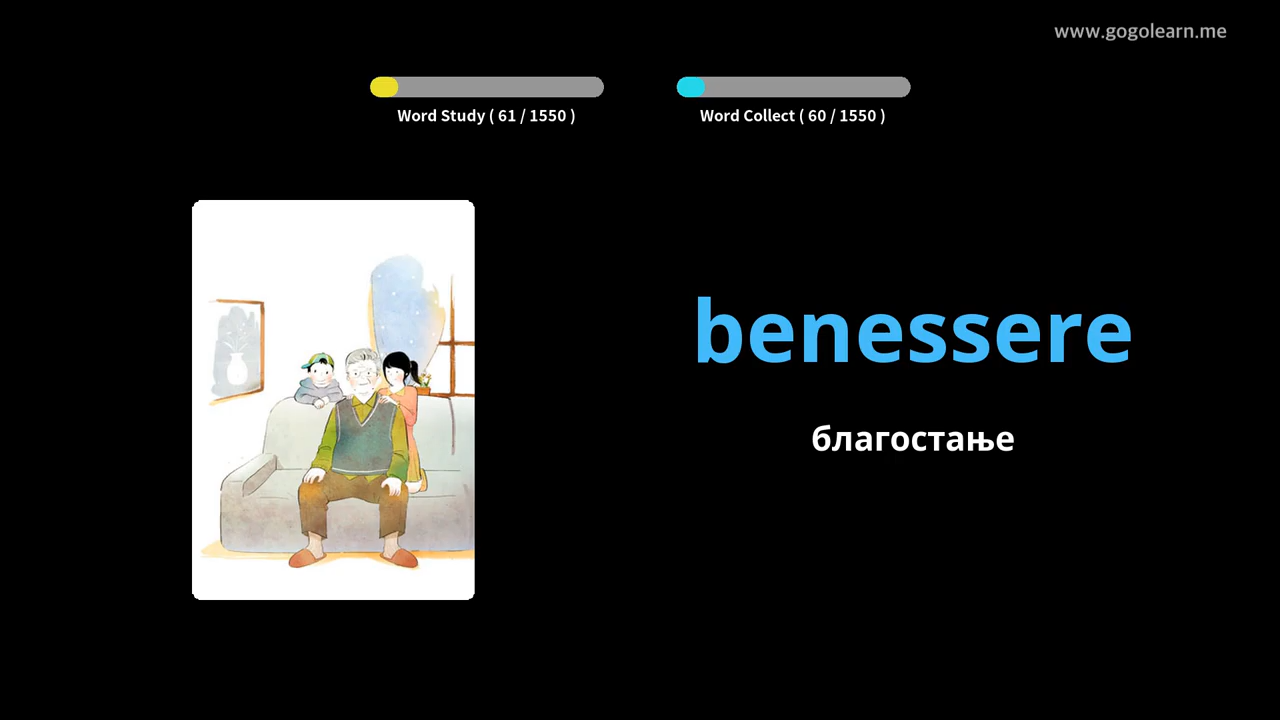 www.gogolearn.me
Word Study ( 61 / 1550 )
Word Collect ( 60 / 1550 )
benessere
благостање